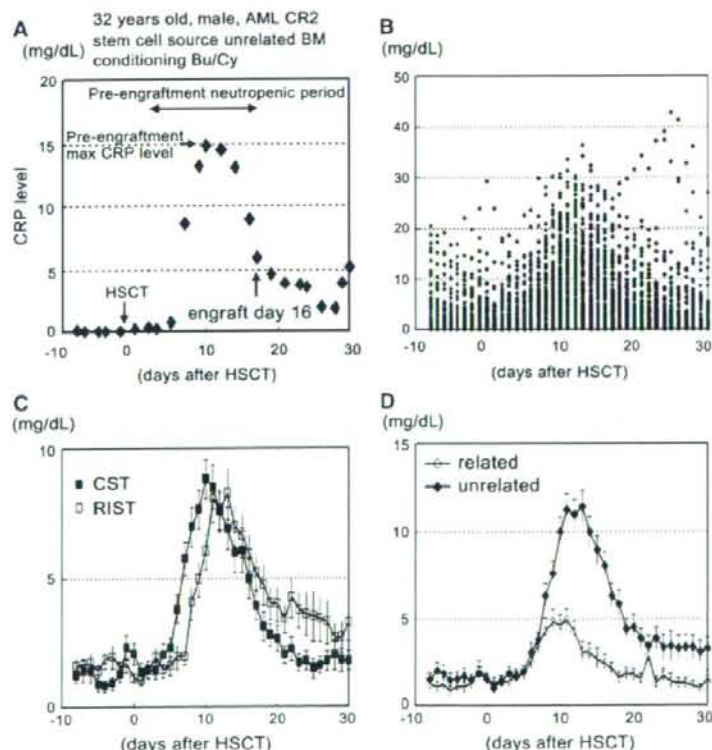 A
32 years old, male, AML CR2
stem cell source unrelated BM
conditioning Bu/Cy
(mg/dL)
20
15
10
5
0
CRP level
Pre-engraftment neutropenic period
Pre-engraftment
max CRP level
HSCT
engraft day 16
-10
0
10
20
30
(days after HSCT)
B
(mg/dL)
50
40
30
20
10
0
-10
0
10
20
30
(days after HSCT)
C
(mg/dL)
10
5
0
CST
RIST
-10
0
10
20
30
(days after HSCT)
D
(mg/dL)
15
10
5
0
related
unrelated
-10
0
10
20
30
(days after HSCT)